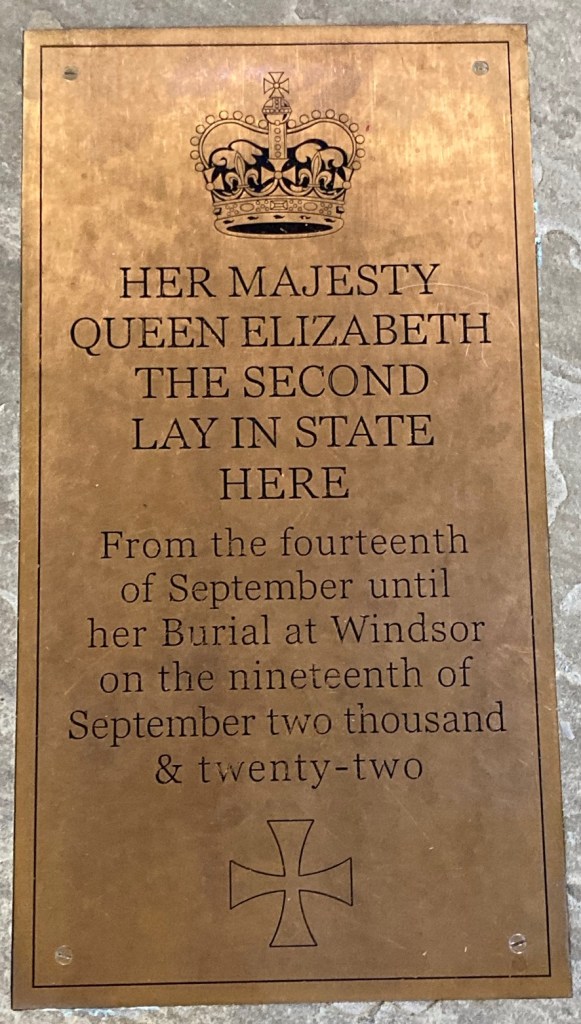 HER MAJESTY
QUEEN ELIZABETH
THE SECOND
LAY IN STATE
HERE
From the fourteenth
of September until
her Burial at Windsor
on the nineteenth of
September two thousand
& twenty-two